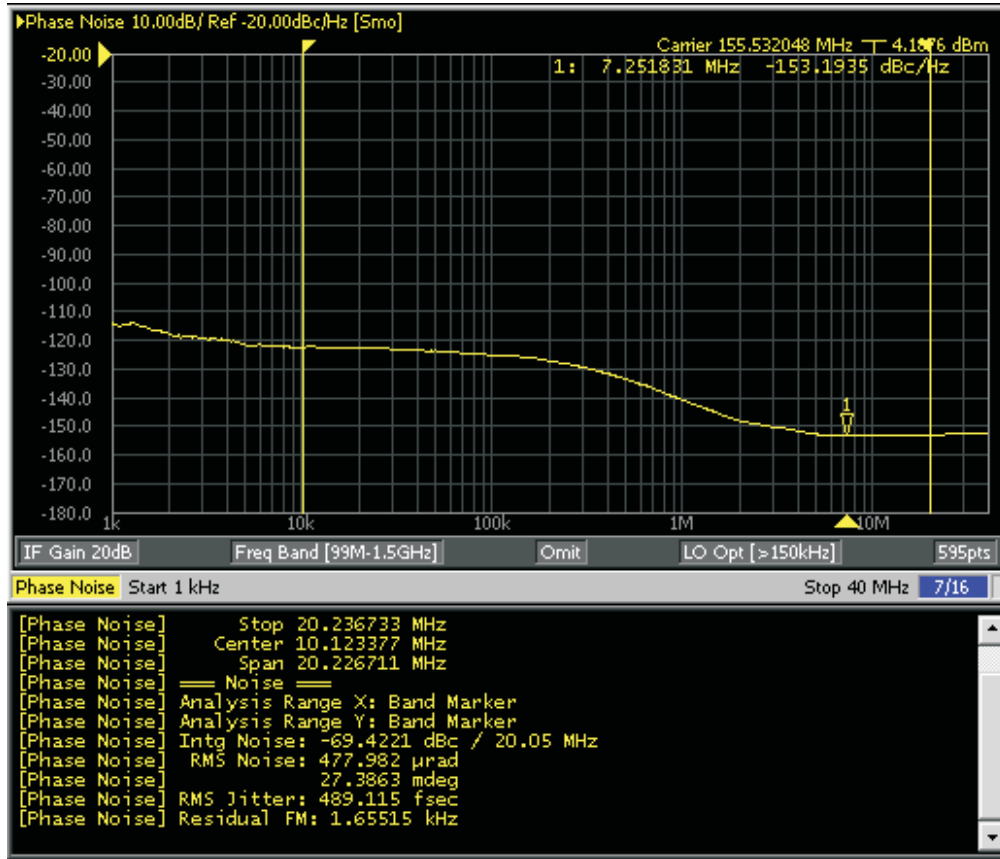 ▶Phase Noise 10.00dB/ Ref -20.00dBc/Hz [Smo]
Carrier 155.532048 MHz 4.1876 dBm
1: 7.251831 MHz -153.1935 dBc/Hz
-20.00
-30.00
-40.00
-50.00
-60.00
-70.00
-80.00
-90.00
-100.0
-110.0
-120.0
-130.0
-140.0
-150.0
-160.0
-170.0
-180.0
1
1k 10k 100k 1M 10M
IF Gain 20dB Freq Band [99M-1.5GHz] Omit LO Opt [>150kHz] 595pts
Phase Noise Start 1 kHz Stop 40 MHz 7/16
[Phase Noise] Stop 20.236733 MHz
[Phase Noise] Center 10.123377 MHz
[Phase Noise] Span 20.226711 MHz
[Phase Noise] === Noise ===
[Phase Noise] Analysis Range X: Band Marker
[Phase Noise] Analysis Range Y: Band Marker
[Phase Noise] Intg Noise: -69.4221 dBc / 20.05 MHz
[Phase Noise] RMS Noise: 477.982 µrad
[Phase Noise] 27.3863 mdeg
[Phase Noise] RMS Jitter: 489.115 fsec
[Phase Noise] Residual FM: 1.65515 kHz